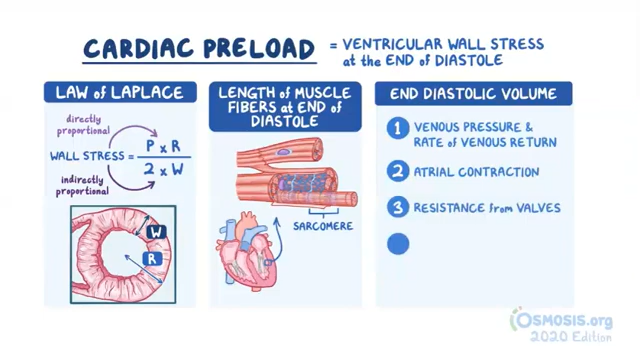 CARDIAC PRELOAD = VENTRICULAR WALL STRESS
at the END of DIASTOLE
LAW of LAPLACE
directly
proportional
WALL STRESS = P x R
2 x W
indirectly
proportional
W
R
LENGTH of MUSCLE
FIBERS at END of
DIASTOLE
SARCOMERE
END DIASTOLIC VOLUME
1 VENOUS PRESSURE &
RATE of VENOUS RETURN
2 ATRIAL CONTRACTION
3 RESISTANCE from VALVES
OSMOSIS.org
2020 Edition